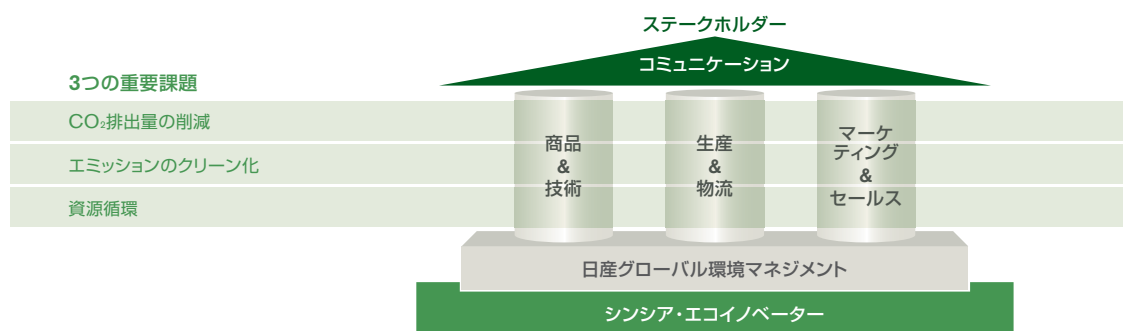 ステークホルダー
コミュニケーション
3つの重要課題
CO₂排出量の削減
エミッションのクリーン化
資源循環
商品
&
技術
生産
&
物流
マーケ
ティング
&
セールス
日産グローバル環境マネジメント
シンシア・エコイノベーター